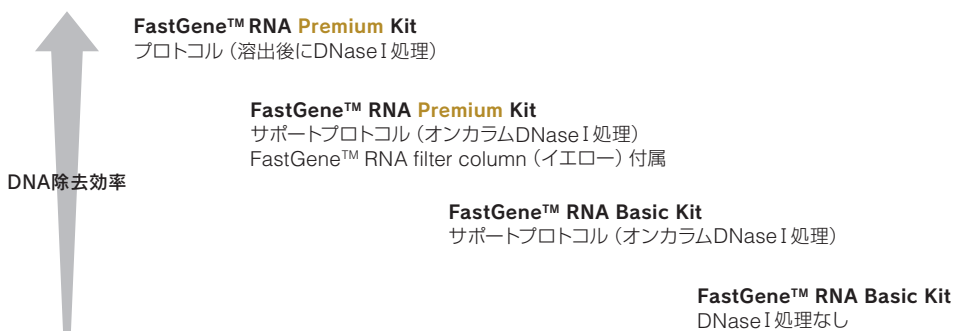 FastGene™ RNA Premium Kit
プロトコル（溶出後にDNaseⅠ処理）
FastGene™ RNA Premium Kit
サポートプロトコル（オンカラムDNaseⅠ処理）
FastGene™ RNA filter column（イエロー）付属
DNA除去効率
FastGene™ RNA Basic Kit
サポートプロトコル（オンカラムDNaseⅠ処理）
FastGene™ RNA Basic Kit
DNaseⅠ処理なし